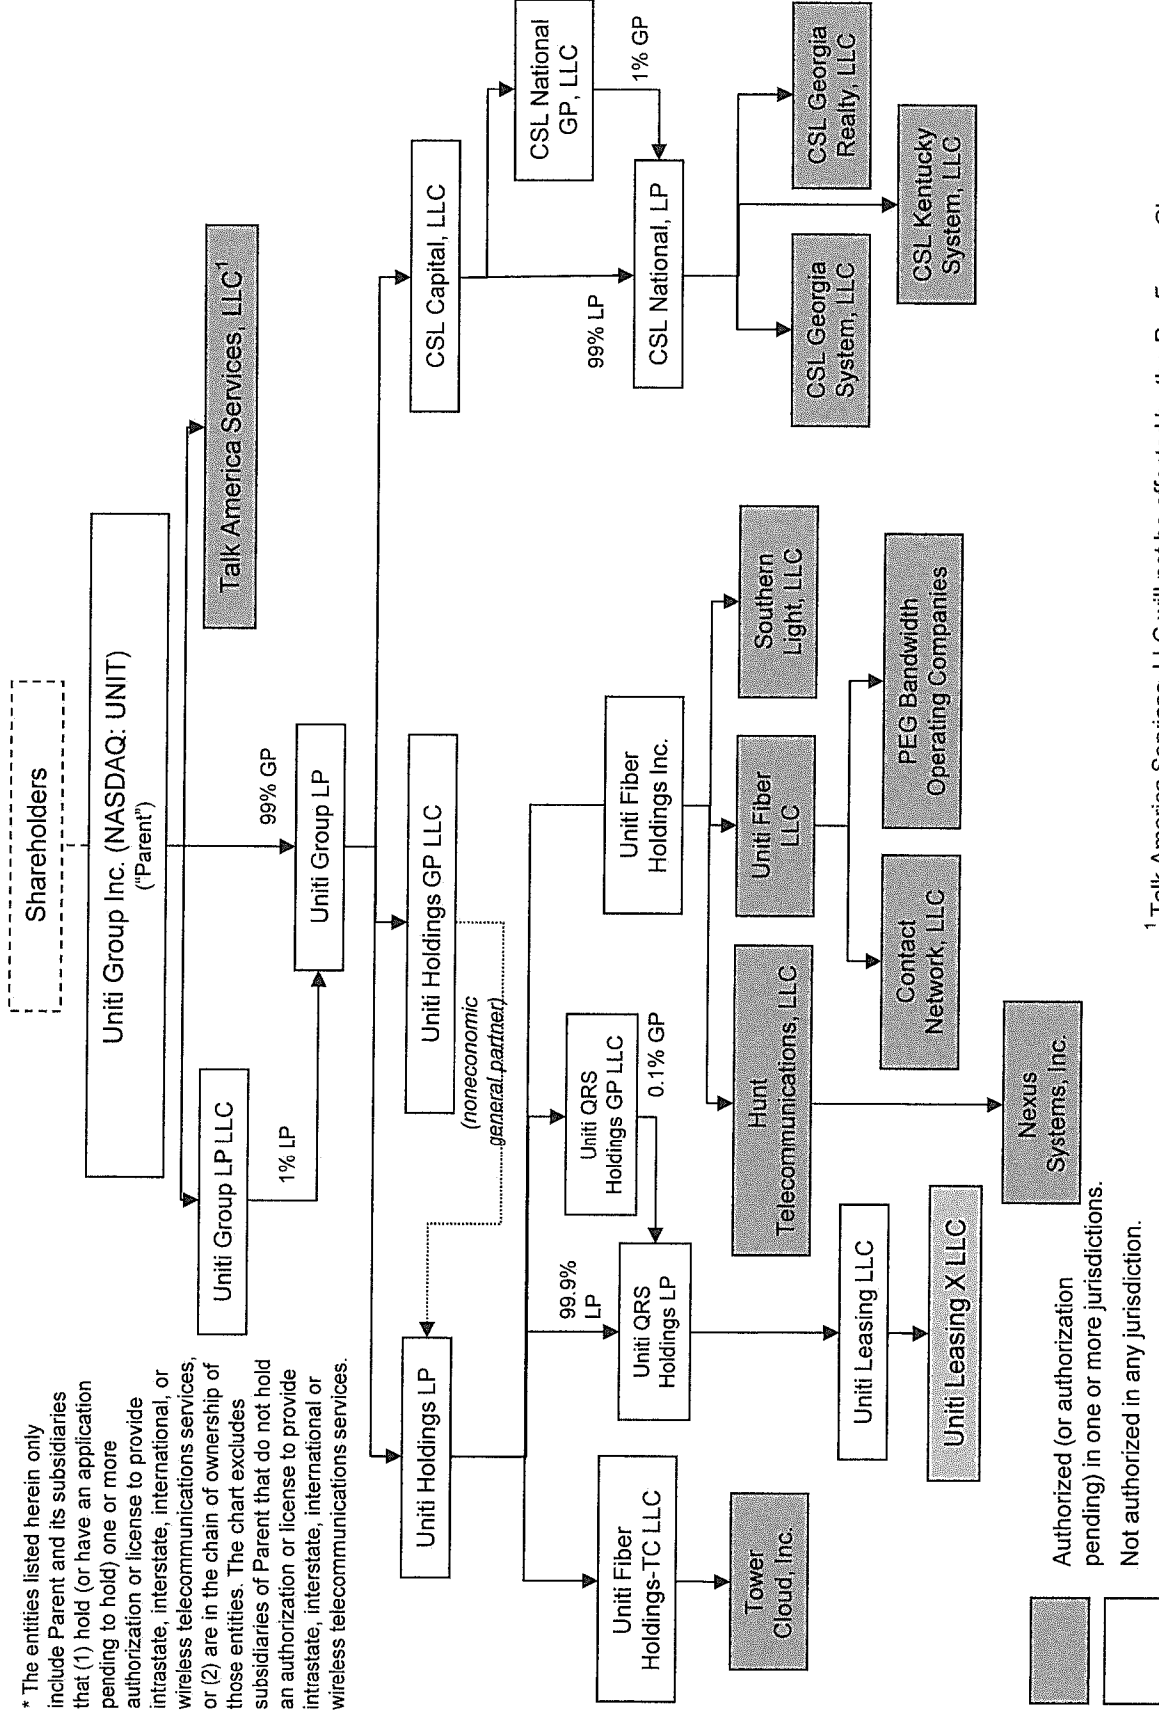 * The entities listed herein only
include Parent and its subsidiaries
that (1) hold (or have an application
pending to hold) one or more
authorization or license to provide
intrastate, interstate, international, or
wireless telecommunications services,
or (2) are in the chain of ownership of
those entities. The chart excludes
subsidiaries of Parent that do not hold
an authorization or license to provide
intrastate, interstate, international or
wireless telecommunications services.
Shareholders
Uniti Group Inc. (NASDAQ: UNIT)
("Parent")
Uniti Group LP LLC
1% LP
99% GP
Talk America Services, LLC¹
Uniti Group LP
Uniti Holdings LP
Uniti Holdings GP LLC
(noneconomic
general partner)
CSL Capital, LLC
CSL National
GP, LLC
1% GP
99% LP
CSL National, LP
CSL Georgia
System, LLC
CSL Georgia
Realty, LLC
CSL Kentucky
System, LLC
Uniti Fiber
Holdings-TC LLC
Tower
Cloud, Inc.
99.9%
LP
Uniti QRS
Holdings LP
Uniti QRS
Holdings GP LLC
0.1% GP
Uniti Leasing LLC
Uniti Leasing X LLC
Uniti Fiber
Holdings Inc.
Hunt
Telecommunications, LLC
Uniti Fiber
LLC
Southern
Light, LLC
Contact
Network, LLC
PEG Bandwidth
Operating Companies
Nexus
Systems, Inc.
Authorized (or authorization
pending) in one or more jurisdictions.
Not authorized in any jurisdiction.
¹ Talk America Services, LLC will not be affected by the Pro Forma